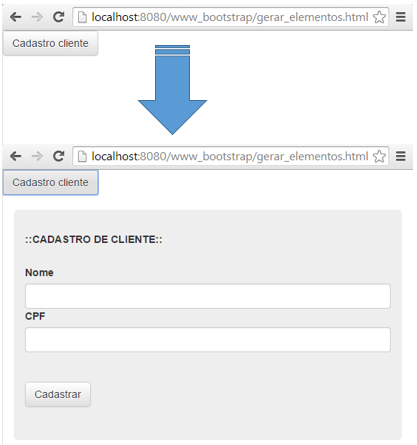 localhost:8080/www_bootstrap/gerar_elementos.html
Cadastro cliente
localhost:8080/www_bootstrap/gerar_elementos.html
Cadastro cliente
::CADASTRO DE CLIENTE::
Nome
CPF
Cadastrar